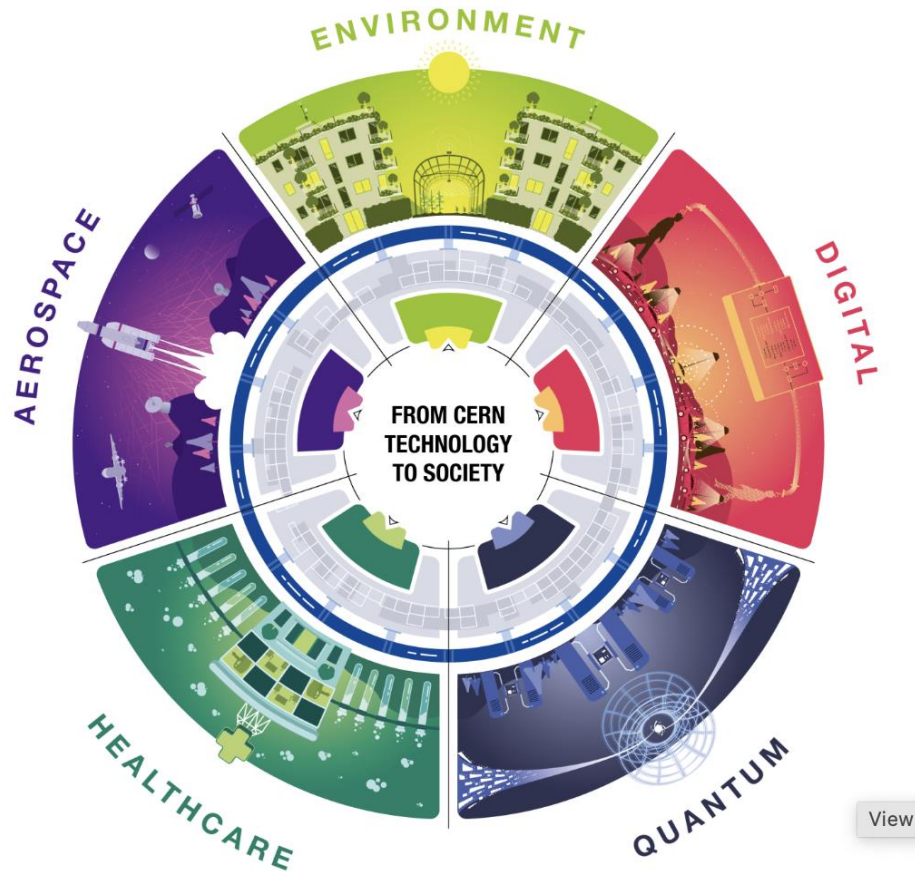 ENVIRONMENT
AEROSPACE
DIGITAL
FROM CERN
TECHNOLOGY
TO SOCIETY
HEALTHCARE
QUANTUM
View